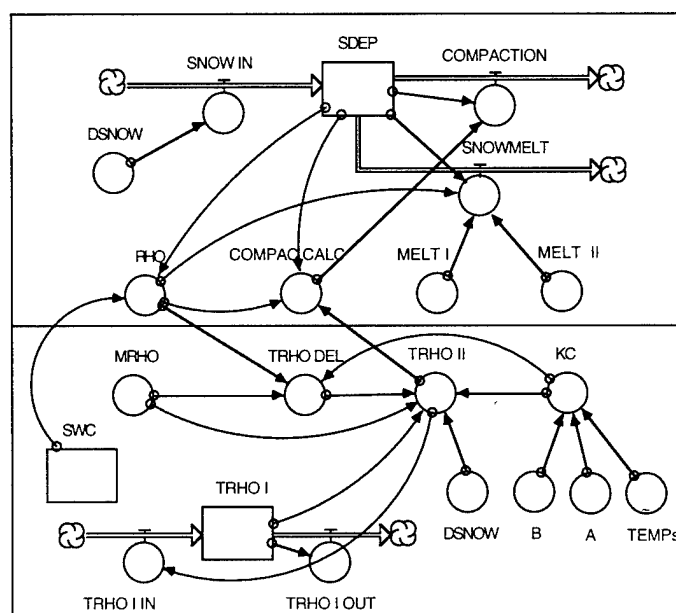 SDEP
COMPACTION
SNOW IN
DSNOW
SNOWMELT
RHO
COMPAC CALC
MELT I
MELT II
MRHO
TRHO DEL
TRHO II
KC
SWC
TRHO I
DSNOW
B
A
TEMPs
TRHO I IN
TRHO I OUT